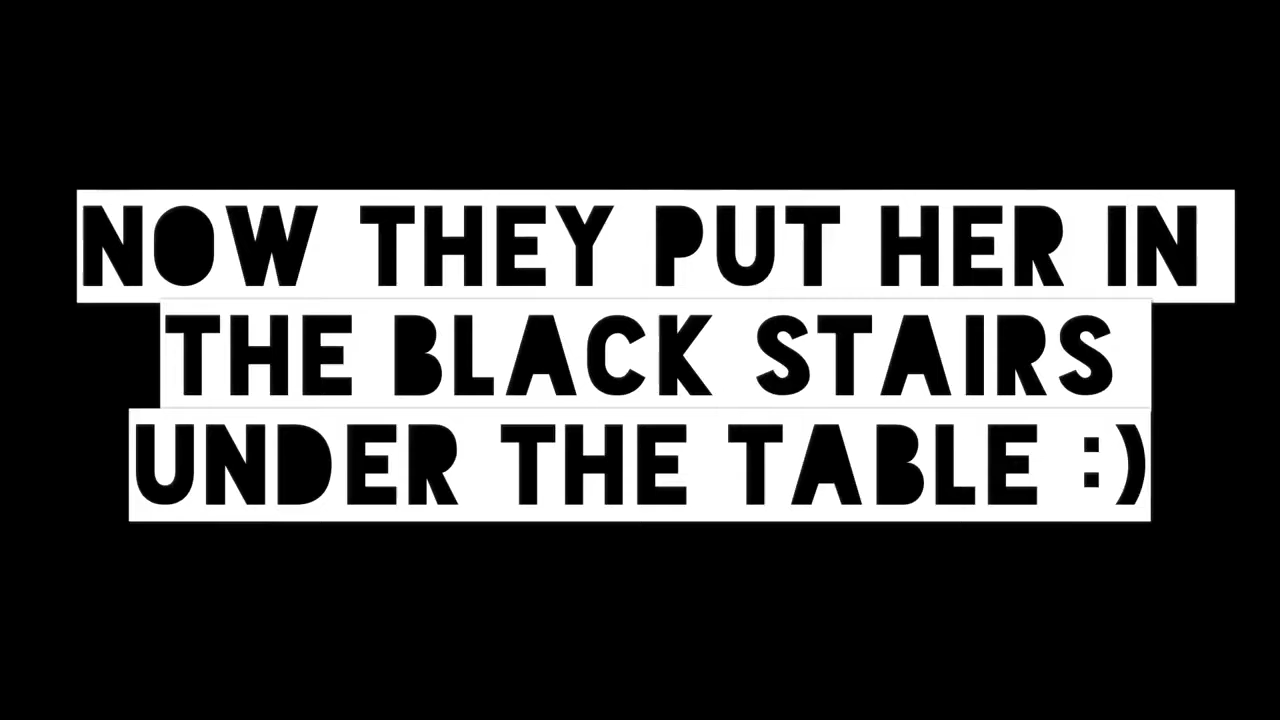 NOW THEY PUT HER IN
THE BLACK STAIRS
UNDER THE TABLE :)